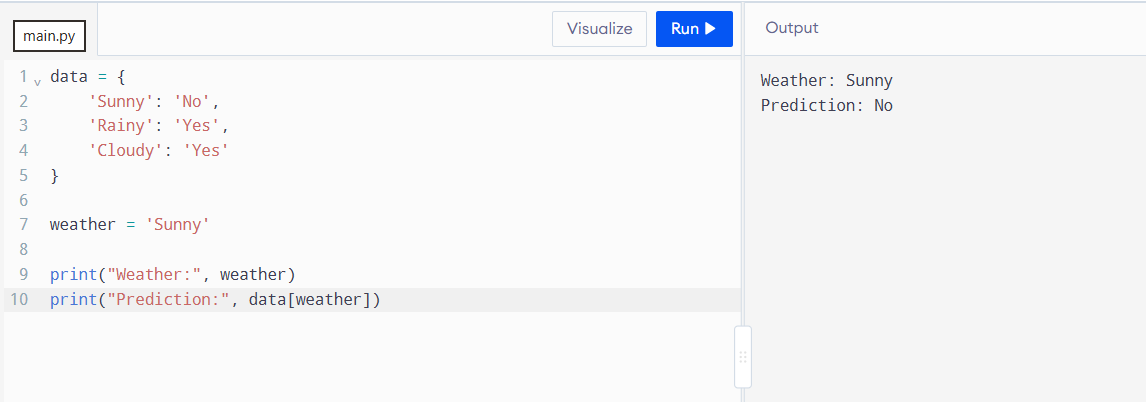 main.py
Visualize
Run
Output
1 data = {
2     'Sunny': 'No',
3     'Rainy': 'Yes',
4     'Cloudy': 'Yes'
5 }
6
7 weather = 'Sunny'
8
9 print("Weather:", weather)
10 print("Prediction:", data[weather])
Weather: Sunny
Prediction: No